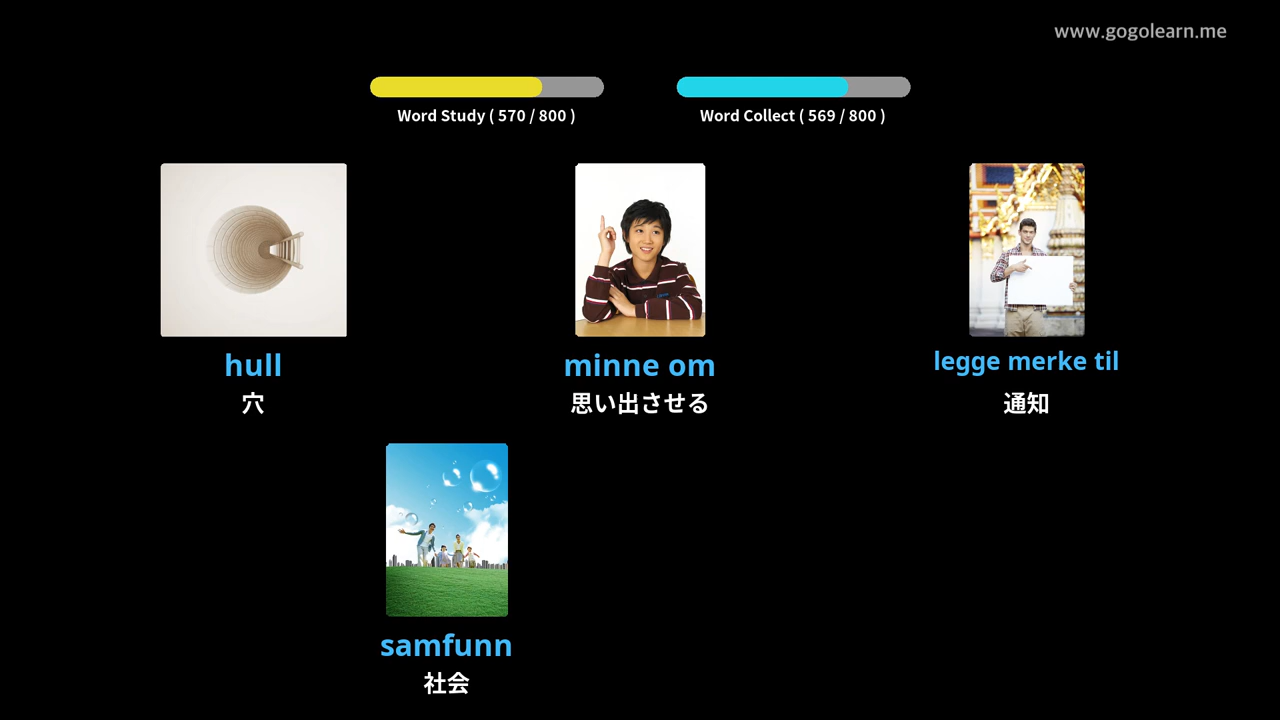 www.gogolearn.me
Word Study ( 570 / 800 )
Word Collect ( 569 / 800 )
hull
穴
minne om
思い出させる
legge merke til
通知
samfunn
社会